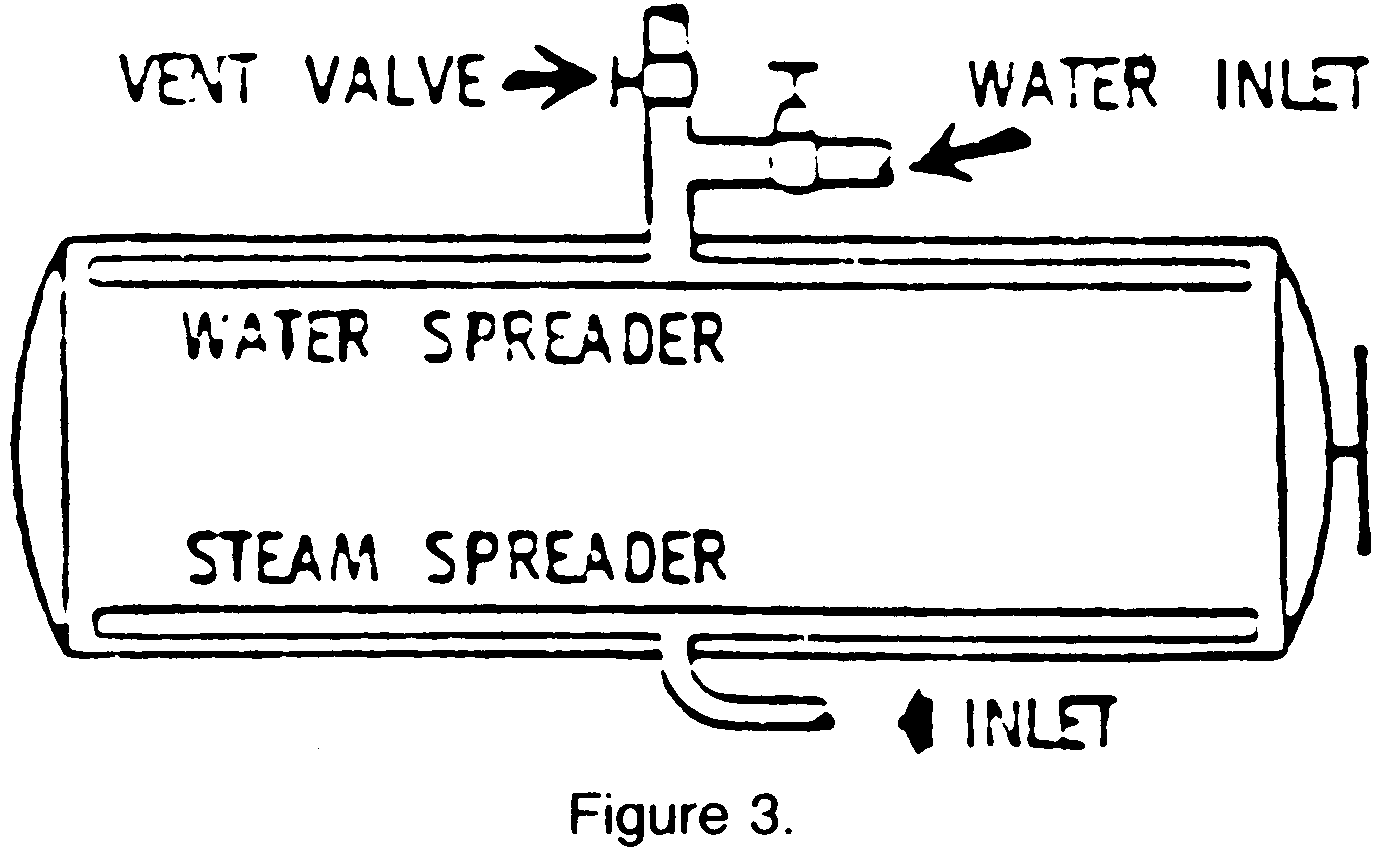 VENT VALVE
WATER INLET
WATER SPREADER
STEAM SPREADER
INLET
Figure 3.